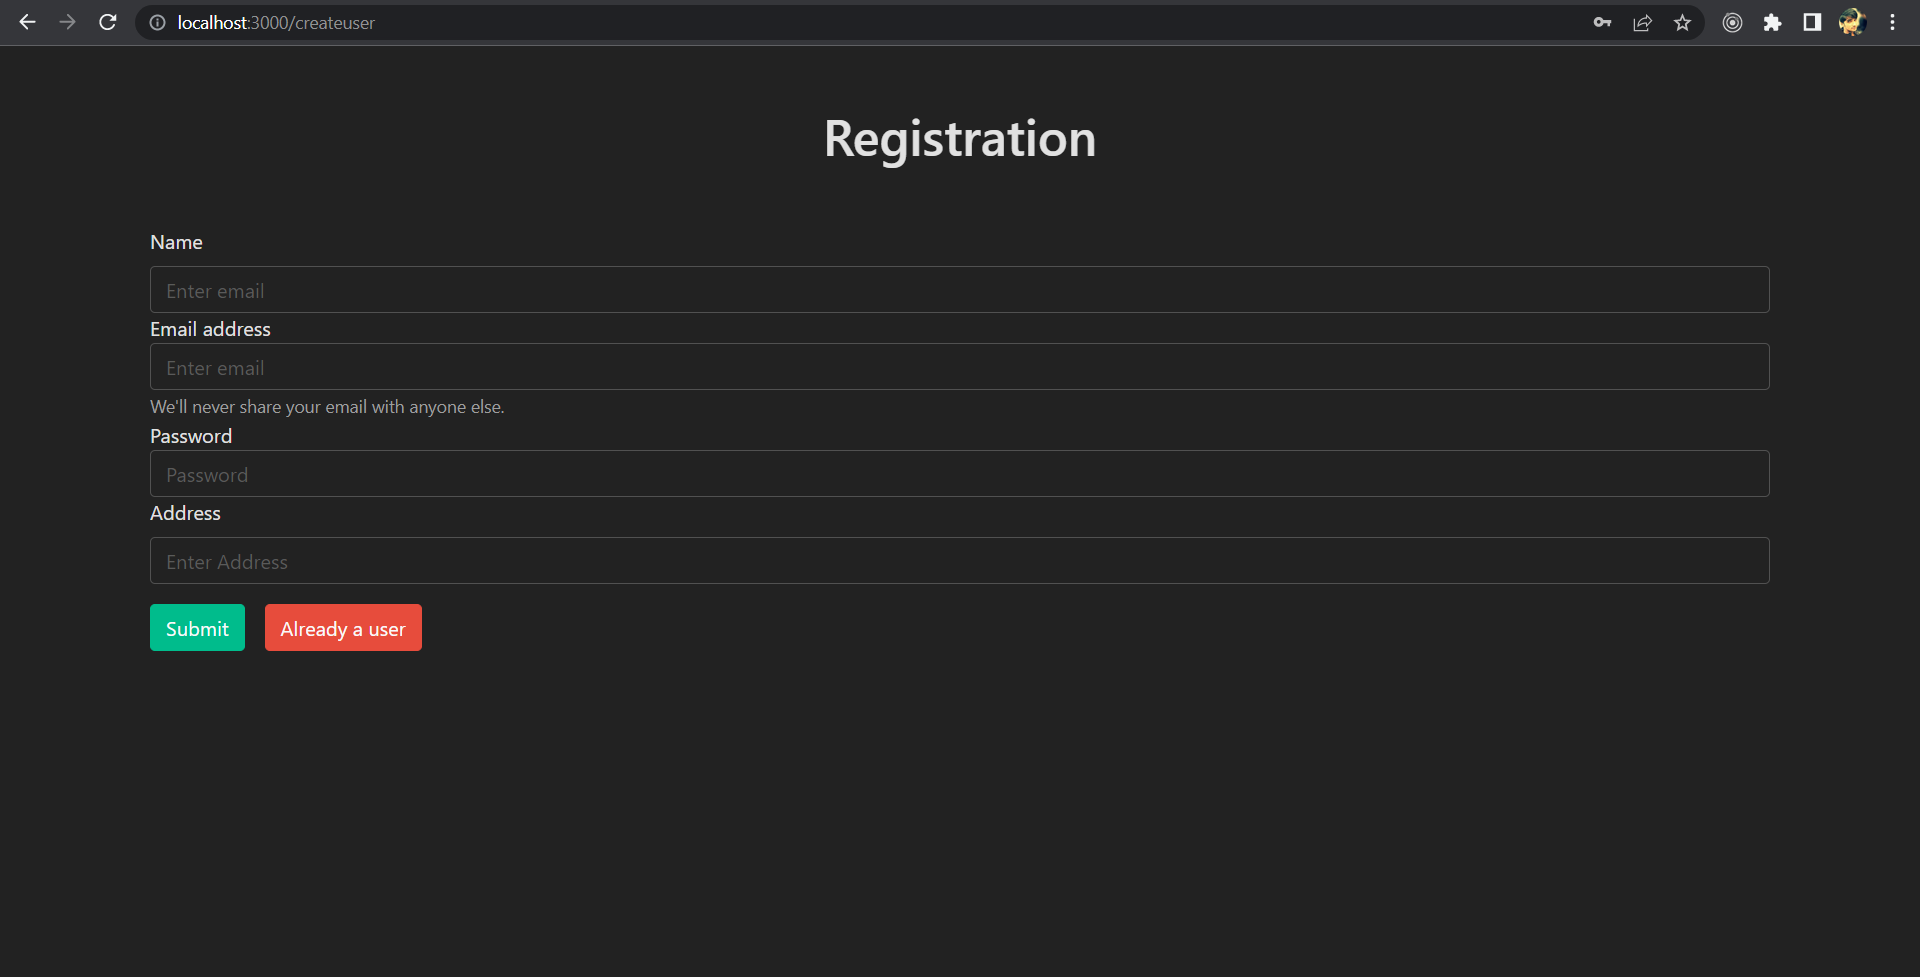 localhost:3000/createuser
Registration
Name
Enter email
Email address
Enter email
We'll never share your email with anyone else.
Password
Password
Address
Enter Address
Submit Already a user